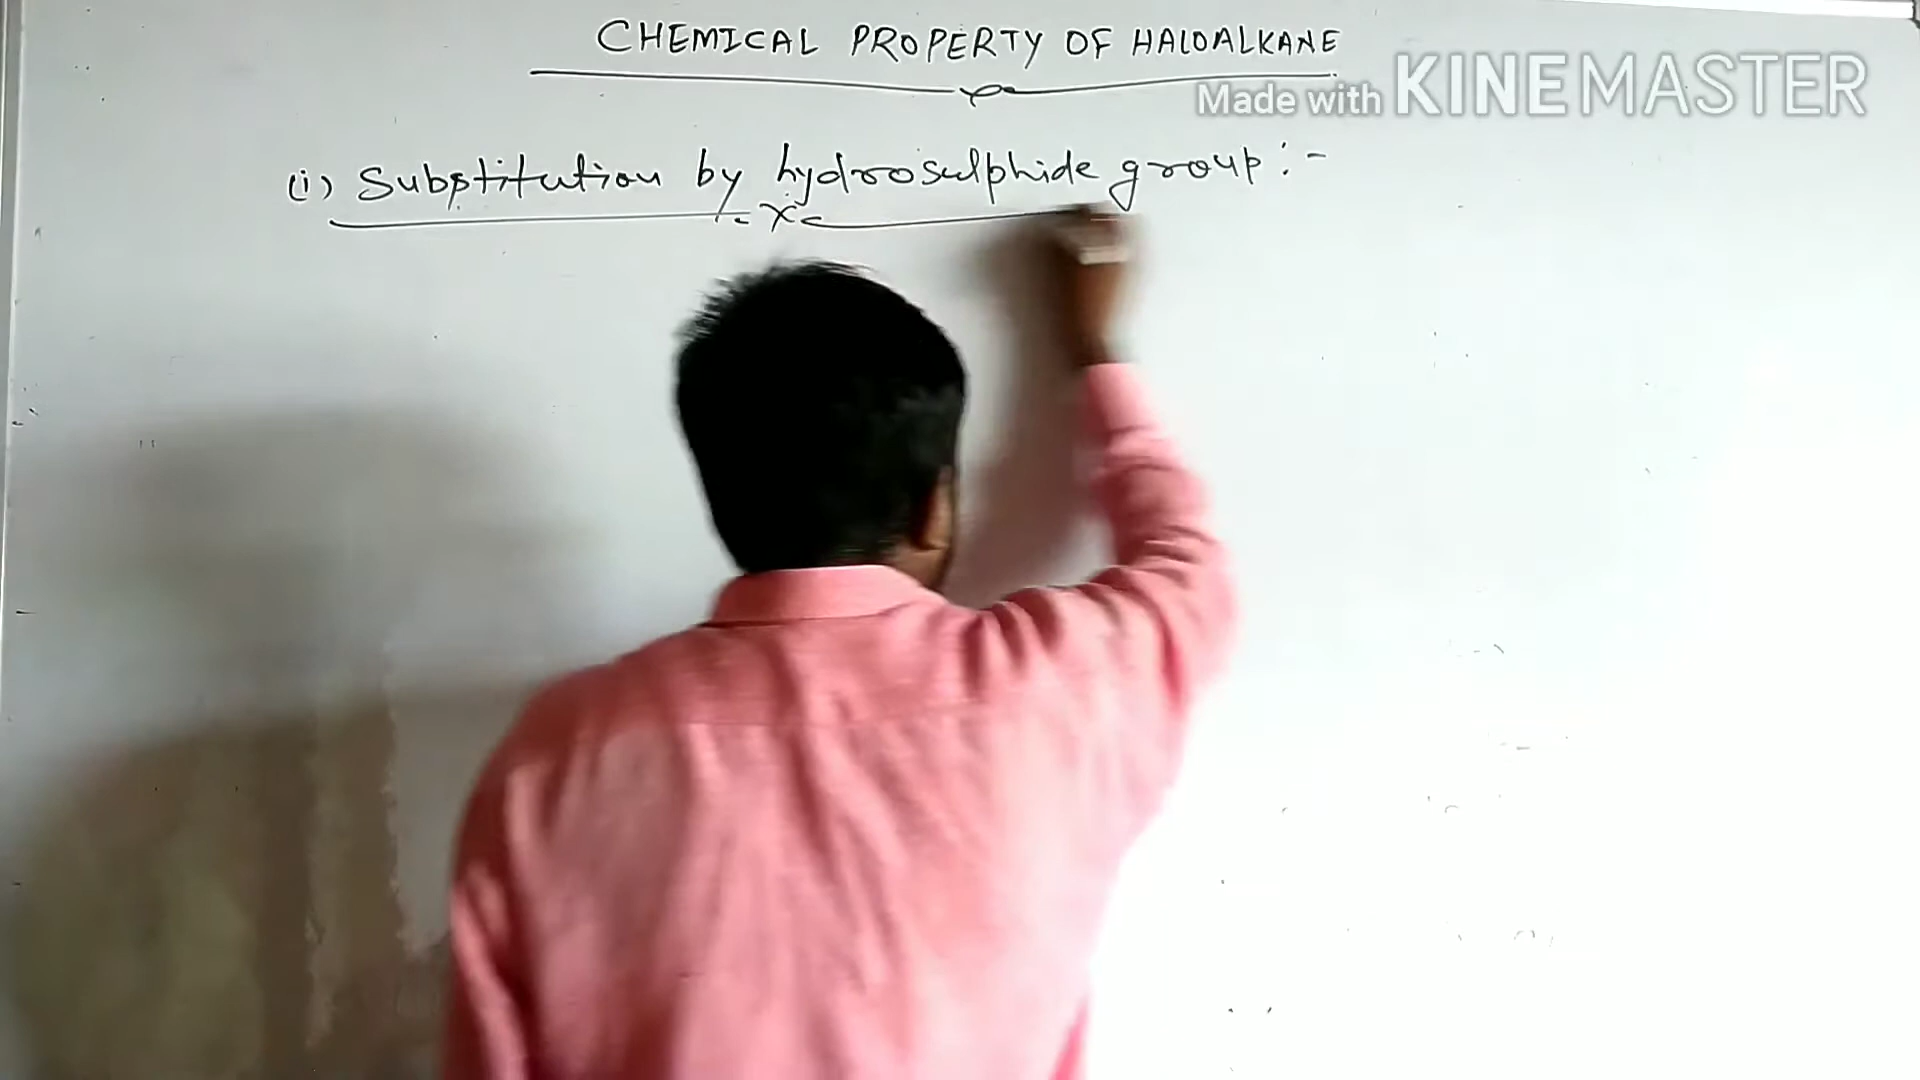 CHEMICAL PROPERTY OF HALOALKANE
Made with KINEMASTER
(i) Substitution by hydrosulphide group :-